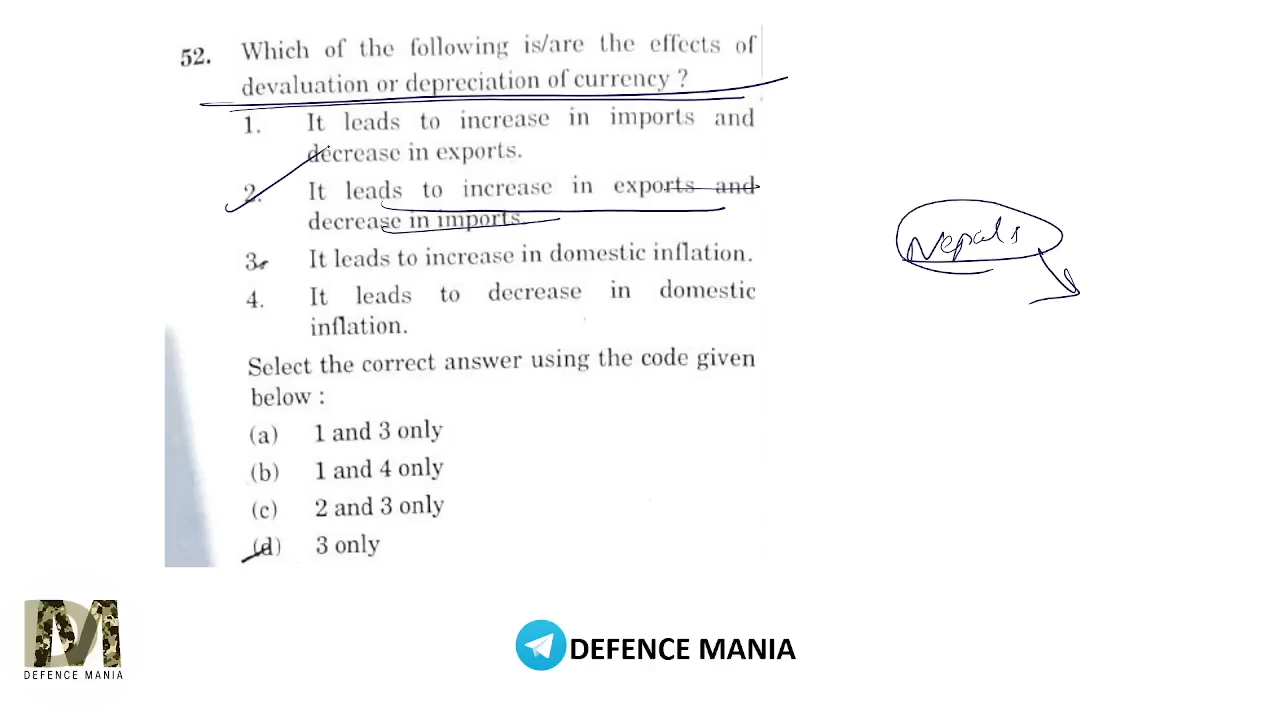 52. Which of the following is/are the effects of
devaluation or depreciation of currency ?
1. It leads to increase in imports and
decrease in exports.
2. It leads to increase in exports and
decrease in imports.
3. It leads to increase in domestic inflation.
4. It leads to decrease in domestic
inflation.
Select the correct answer using the code given
below :
(a) 1 and 3 only
(b) 1 and 4 only
(c) 2 and 3 only
(d) 3 only
DM
DEFENCE MANIA
DEFENCE MANIA